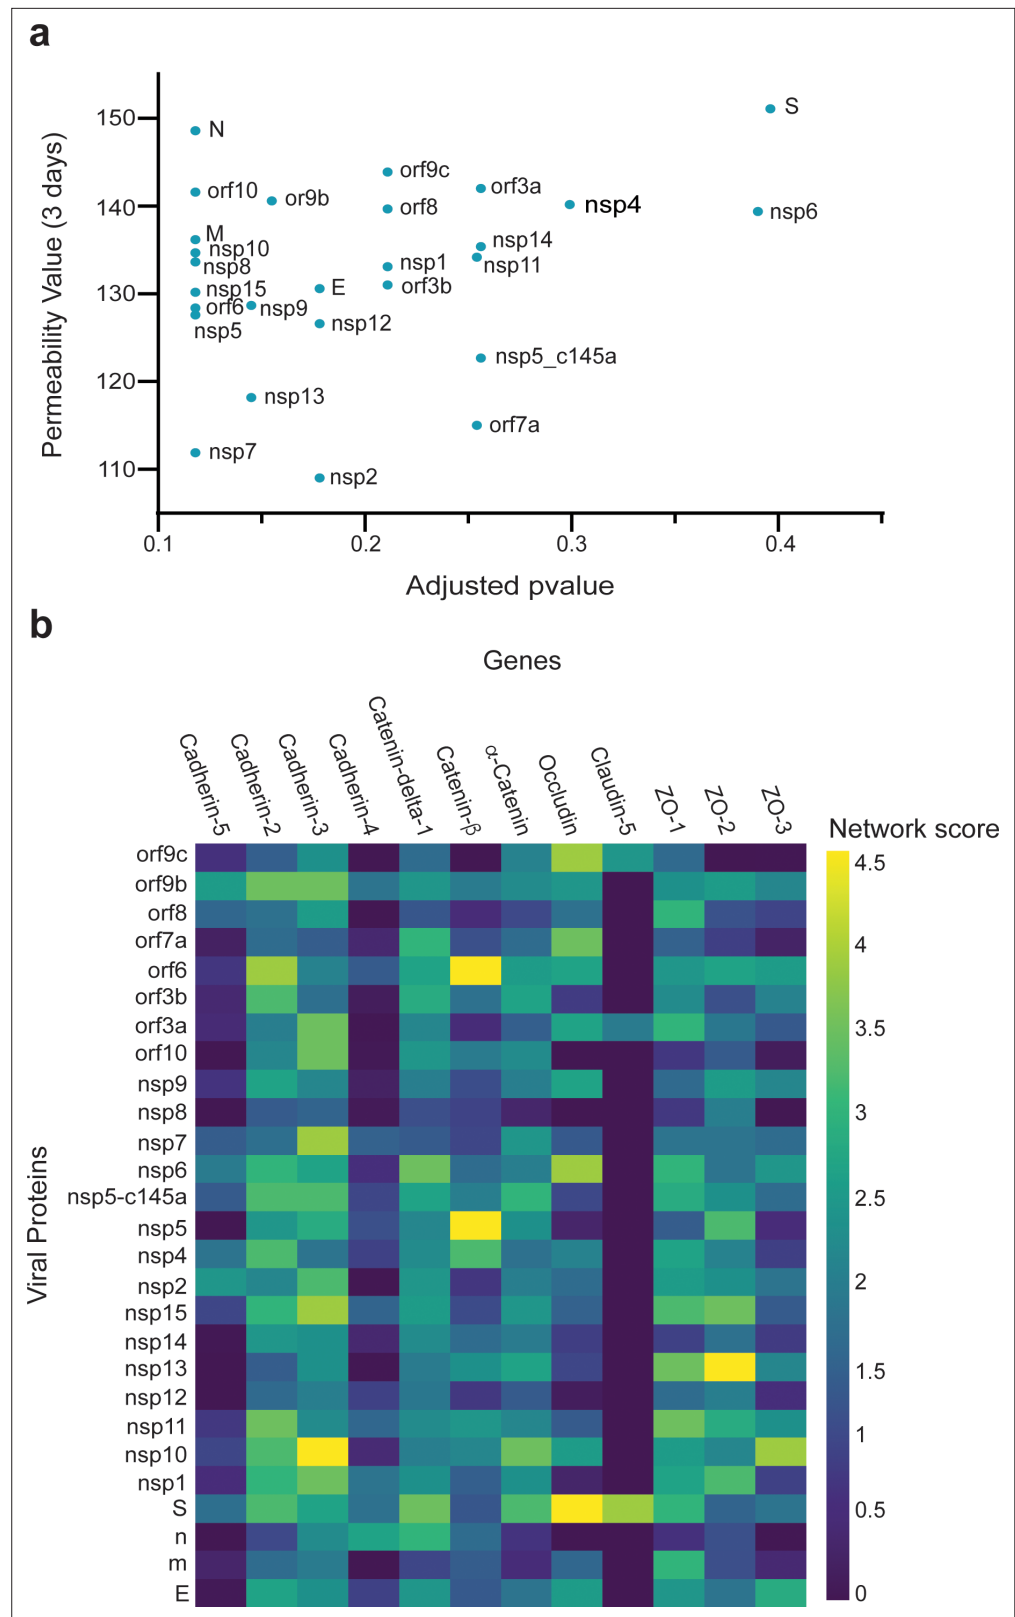 a
Permeability Value (3 days)
150
140
130
120
110
N
S
orf9c
orf10
or9b
orf3a
orf8
nsp4
nsp6
M
nsp10
nsp14
nsp8
nsp1
nsp11
nsp15
E
orf3b
orf6
nsp9
nsp5
nsp12
nsp5_c145a
nsp13
orf7a
nsp7
nsp2
0.1
0.2
0.3
0.4
Adjusted pvalue
b
Genes
Cadherin-5
Cadherin-2
Cadherin-3
Cadherin-4
Catenin-delta-1
Catenin-β
α-Catenin
Occludin
Claudin-5
ZO-1
ZO-2
ZO-3
Viral Proteins
orf9c
orf9b
orf8
orf7a
orf6
orf3b
orf3a
orf10
nsp9
nsp8
nsp7
nsp6
nsp5-c145a
nsp5
nsp4
nsp2
nsp15
nsp14
nsp13
nsp12
nsp11
nsp10
nsp1
S
n
m
E
Network score
4.5
4
3.5
3
2.5
2
1.5
1
0.5
0